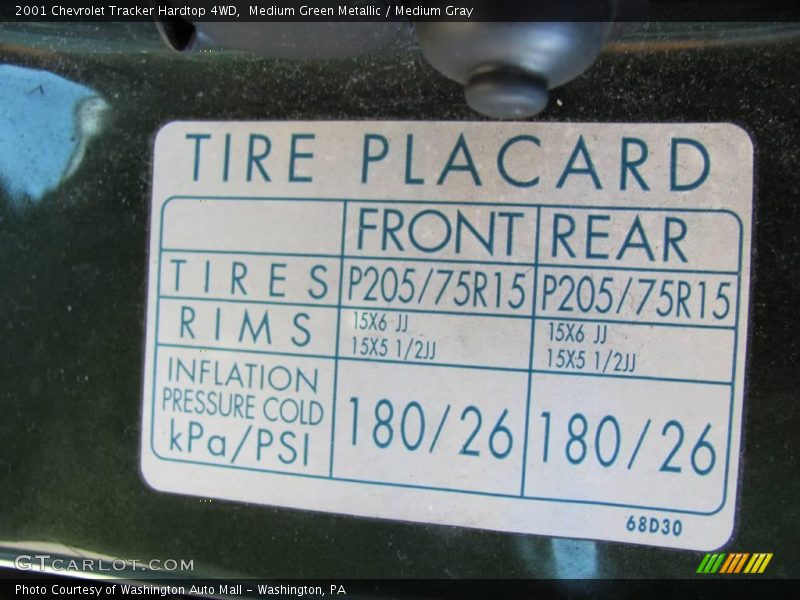 2001 Chevrolet Tracker Hardtop 4WD,  Medium Green Metallic / Medium Gray
TIRE PLACARD
FRONT REAR
TIRES P205/75R15 P205/75R15
RIMS 15X6 JJ 15X6 JJ
15X5 1/2JJ 15X5 1/2JJ
INFLATION
PRESSURE COLD
kPa/PSI 180/26 180/26
68D30
GTCARLOT.COM
Photo Courtesy of Washington Auto Mall - Washington, PA